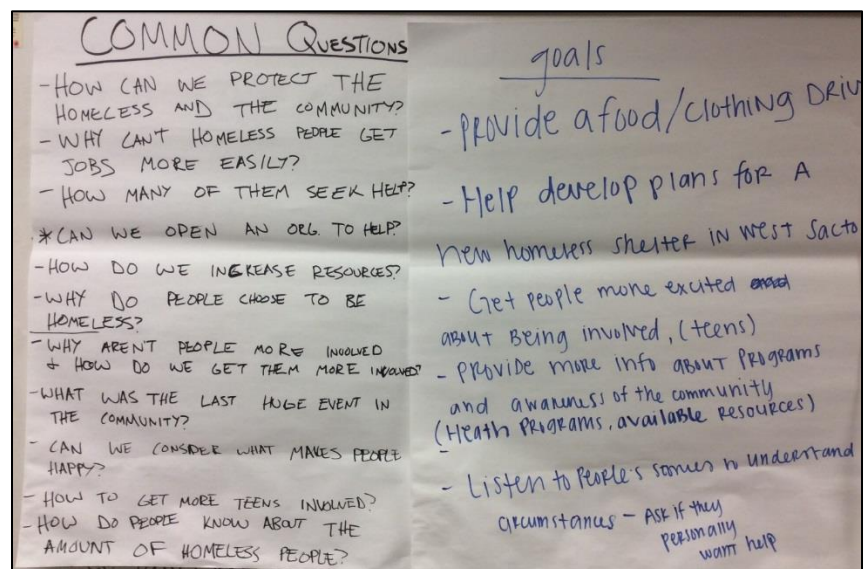 COMMON QUESTIONS
- HOW CAN WE PROTECT THE
HOMELESS AND THE COMMUNITY?
- WHY CAN'T HOMELESS PEOPLE GET
JOBS MORE EASILY?
- HOW MANY OF THEM SEEK HELP?
* CAN WE OPEN AN ORG. TO HELP?
- HOW DO WE INCREASE RESOURCES?
- WHY DO PEOPLE CHOOSE TO BE
HOMELESS?
- WHY AREN'T PEOPLE MORE INVOLVED
+ HOW DO WE GET THEM MORE INVOLVED?
- WHAT WAS THE LAST HUGE EVENT IN
THE COMMUNITY?
- CAN WE CONSIDER WHAT MAKES PEOPLE
HAPPY?
- HOW TO GET MORE TEENS INVOLVED?
- HOW DO PEOPLE KNOW ABOUT THE
AMOUNT OF HOMELESS PEOPLE?
goals
- PROVIDE a food/clothing DRIV
- Help develop plans for A
new homeless shelter in west sacto
- Get people more excited
about Being involved, (teens)
- PROVIDE more info about Programs
and awareness of the community
(Heath Programs, available Resources)
-
- Listen to People's stories to understand
circumstances - Ask if they
personally
want help